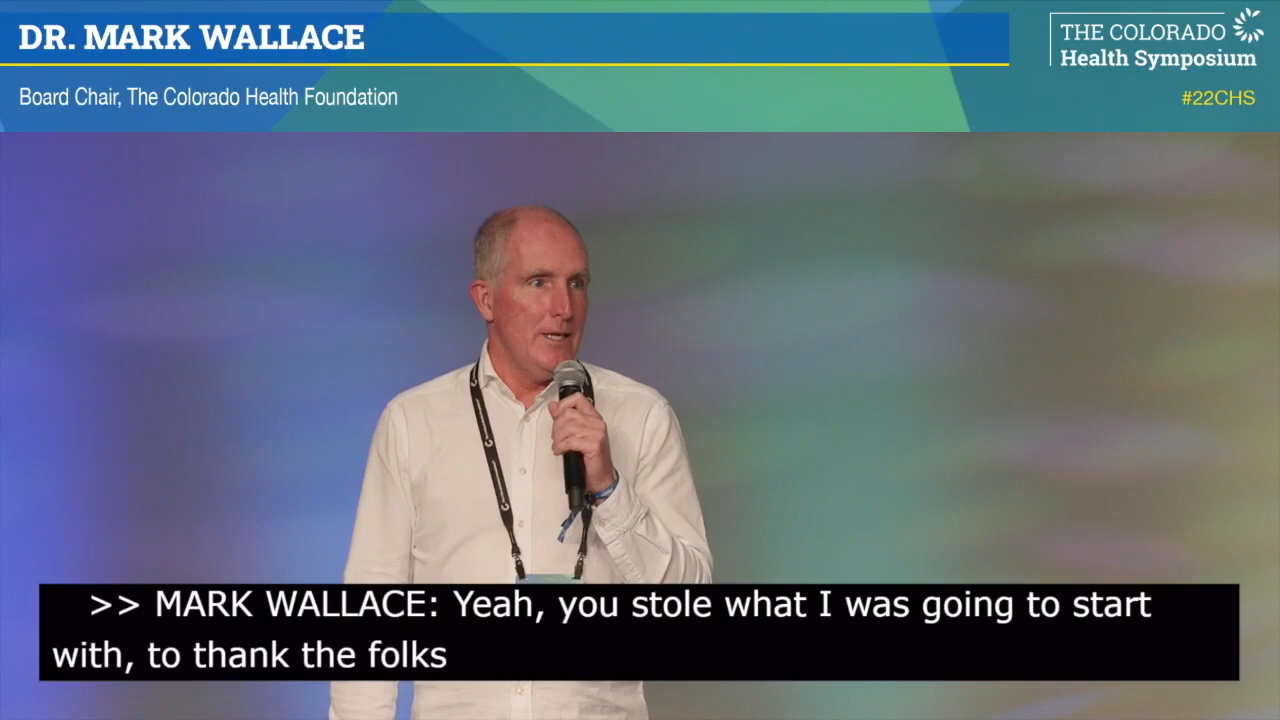 DR. MARK WALLACE
Board Chair, The Colorado Health Foundation
THE COLORADO
Health Symposium
#22CHS
>> MARK WALLACE: Yeah, you stole what I was going to start
with, to thank the folks